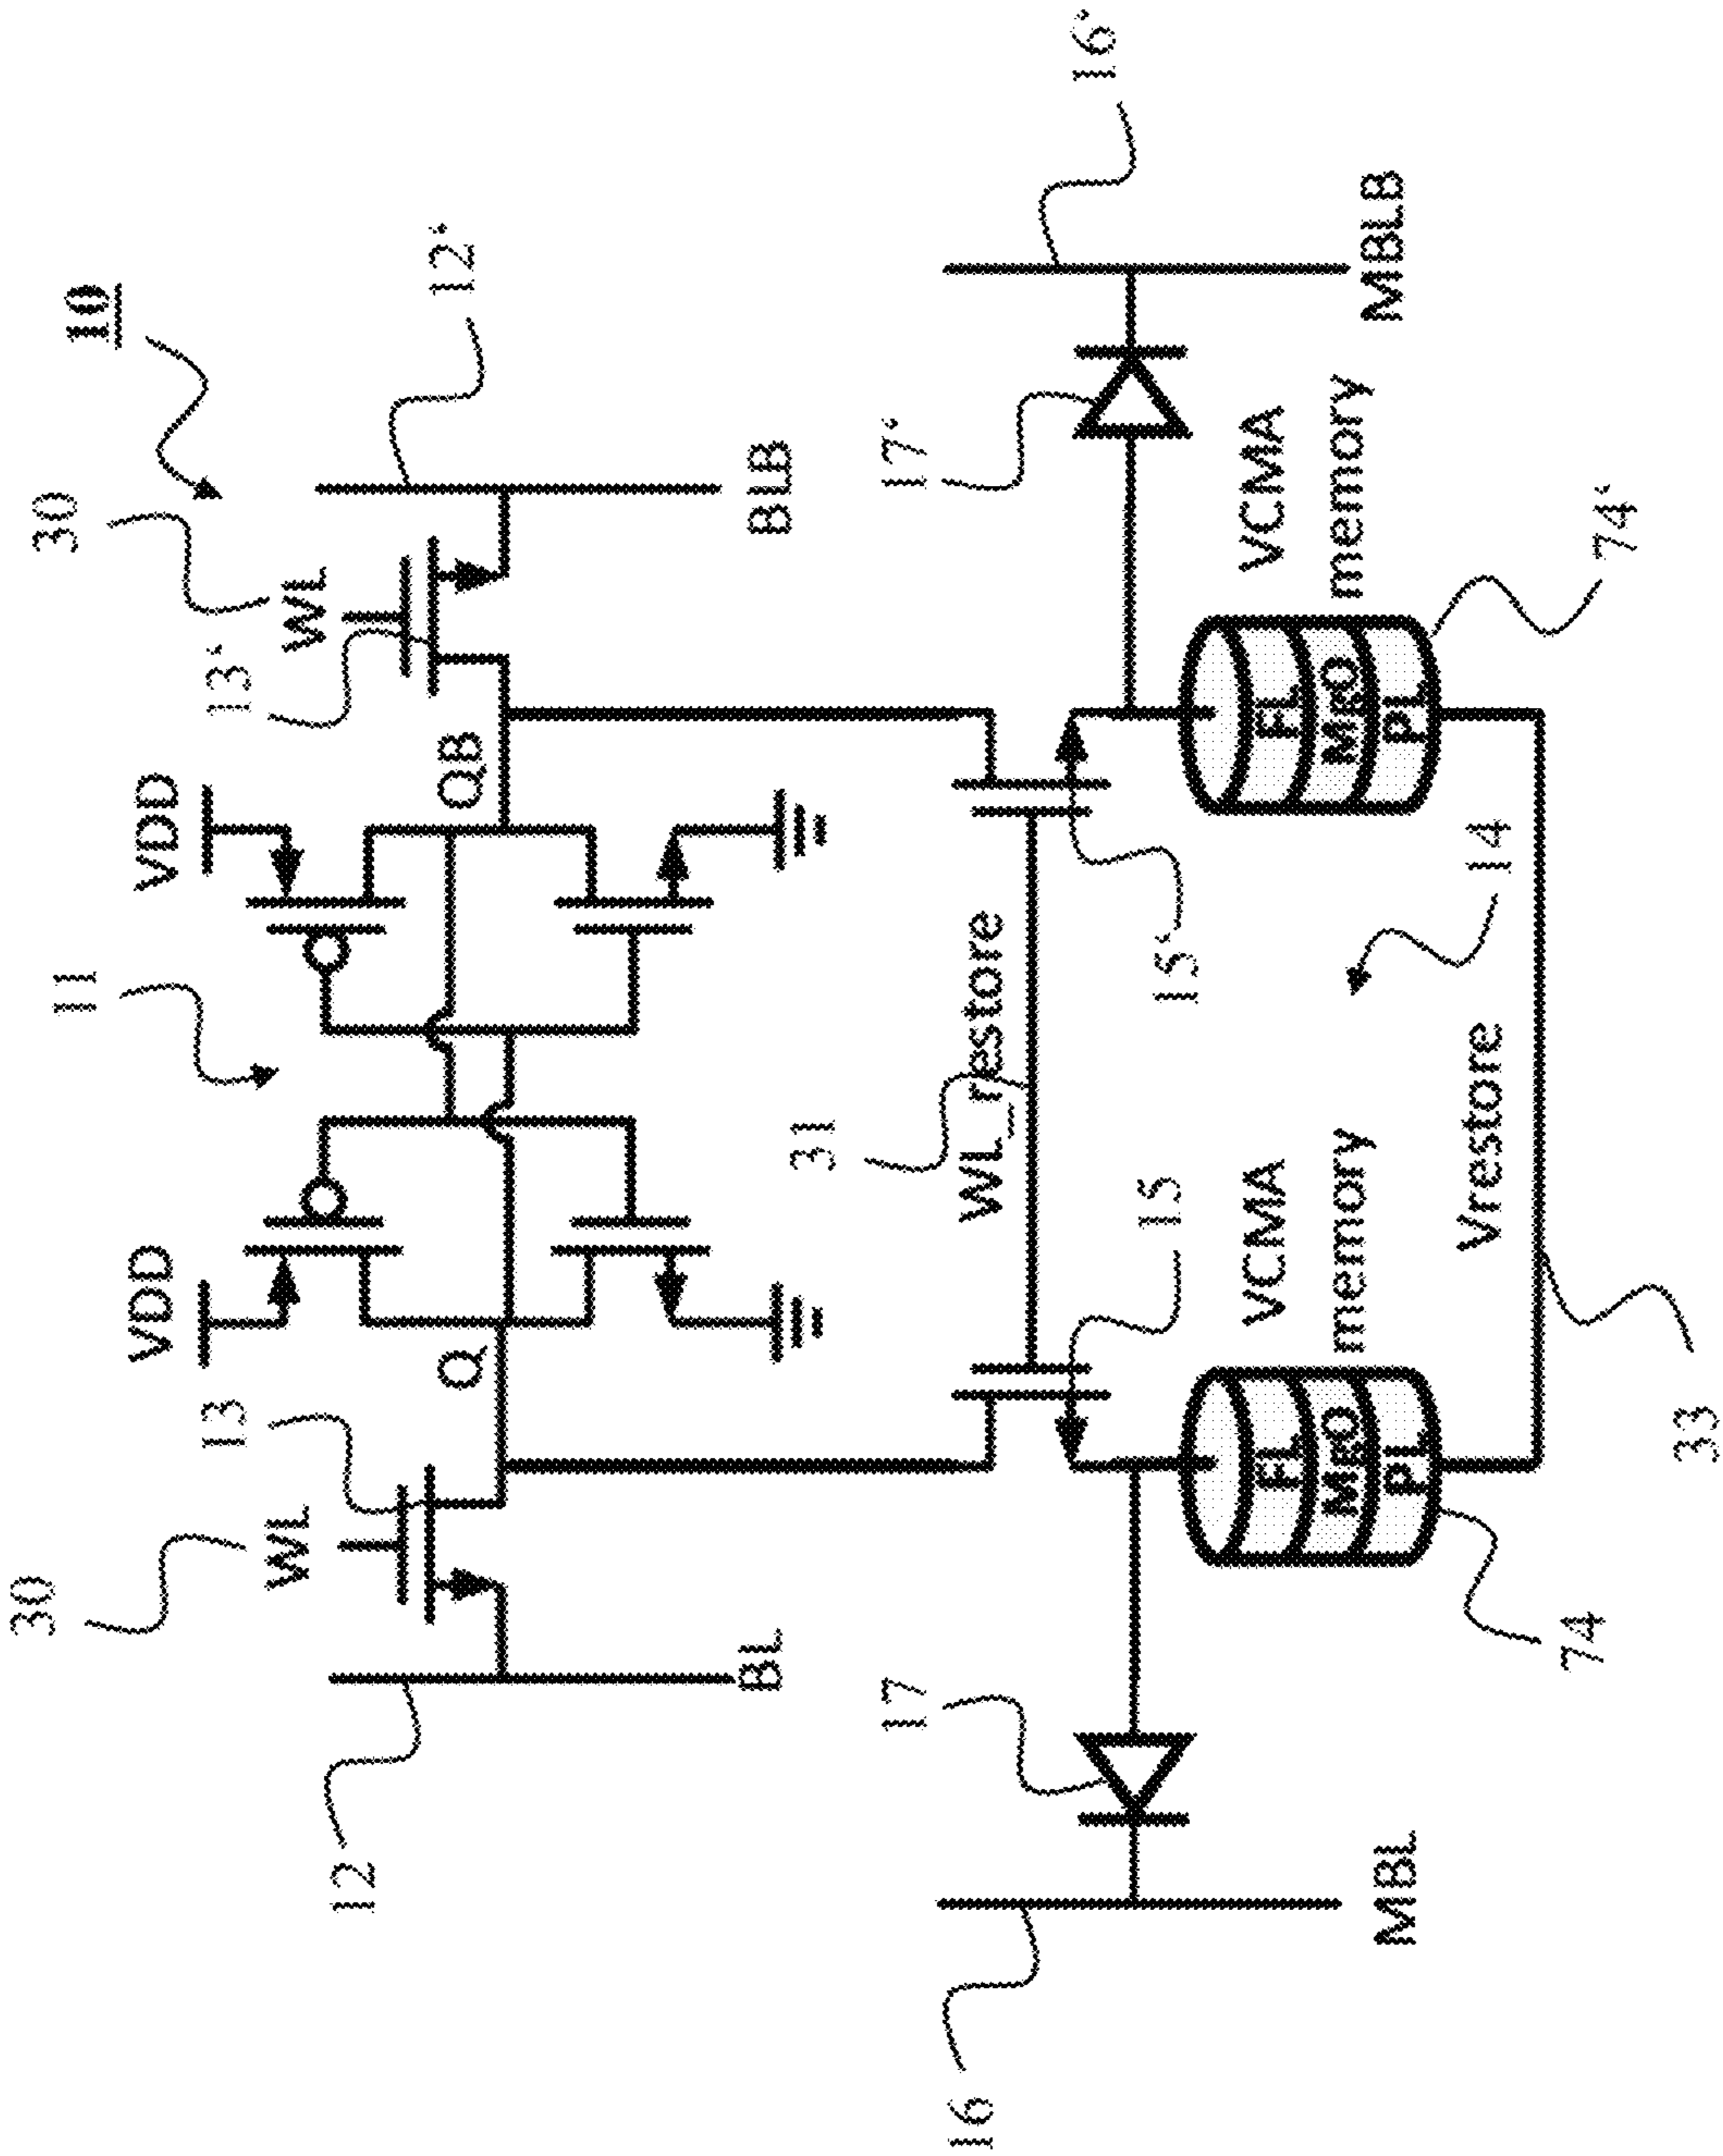 10
30
11
30
WL
VDD
VDD
WL
13
13‘
12
12‘
Q
QB
BL
BLB
31
17
17‘
WL_restore
16
16‘
15
15‘
VCMA
memory
VCMA
memory
FL
MgO
PL
FL
MgO
PL
MBL
MBLB
14
Vrestore
74
74‘
33